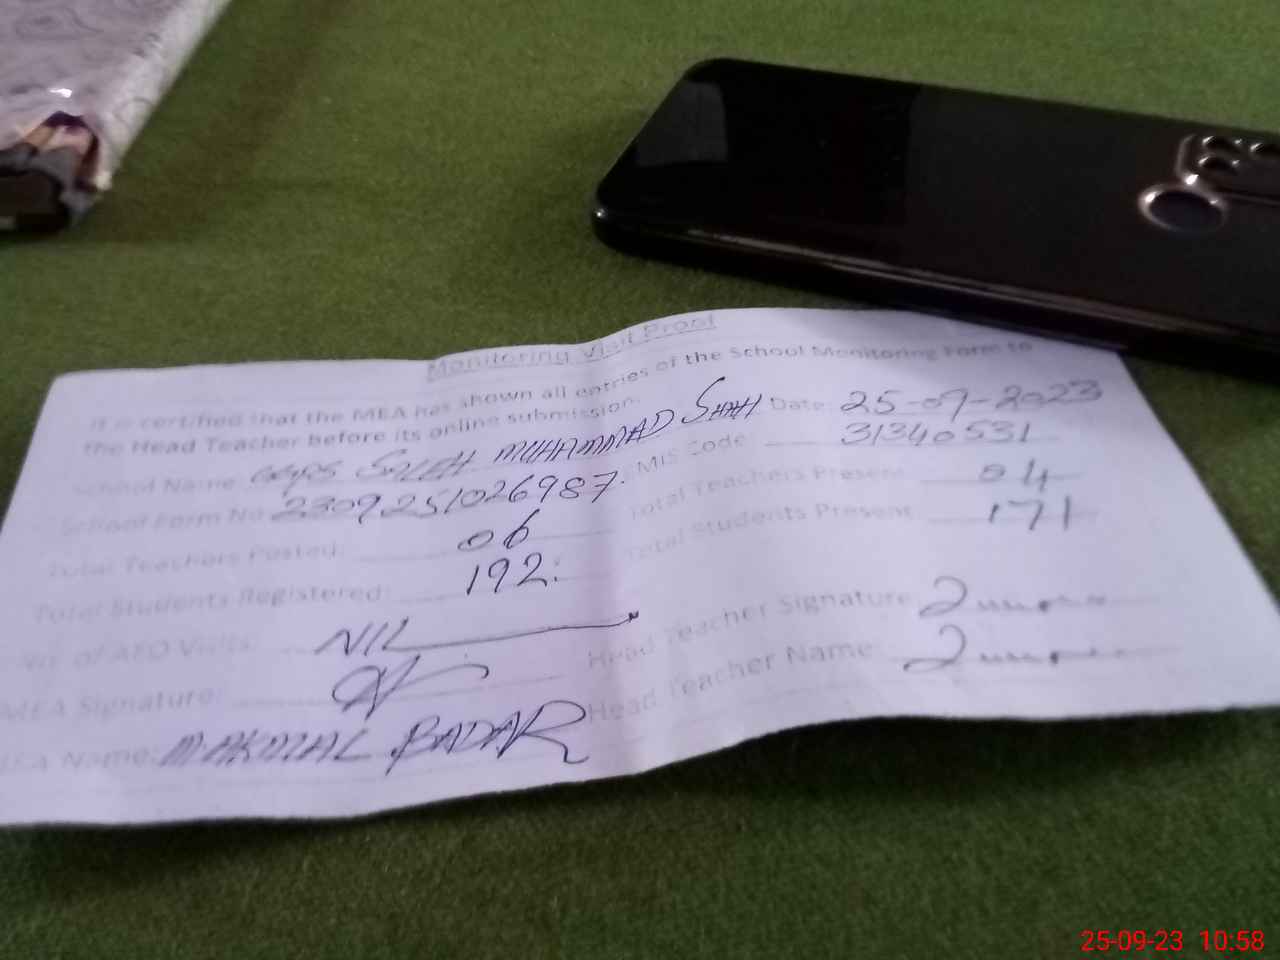 Monitoring Visit Proof
It is certified that the MEA has shown all entries of the School Monitoring Form to
the Head Teacher before its online submission.
School Name: SALEH MUHAMMAD SHAH Date: 25-09-2023
School Form No: 2309251026987. MIS Code 31340531
Total Teachers Posted: 06 Total Teachers Present 04
Total Students Registered: 192. Total Students Present 171
No. of AEO Visits: NIL
Head Teacher Signature
MEA Signature:
Head Teacher Name
MEA Name: M. AKMAL BADAR
25-09-23 10:58